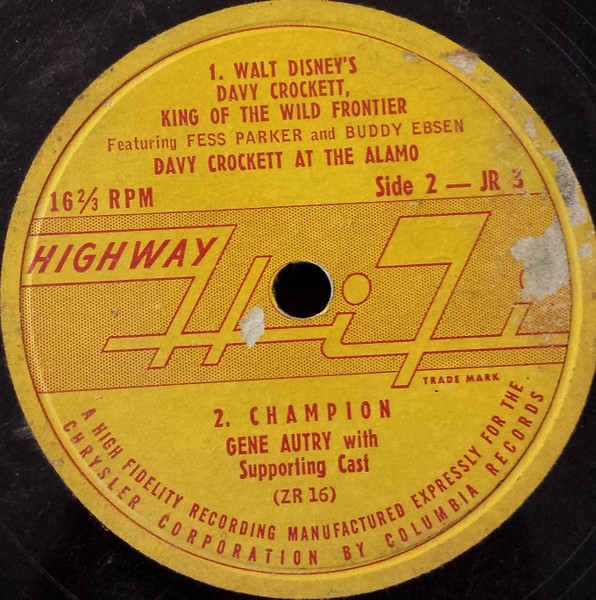 1. WALT DISNEY'S
DAVY CROCKETT,
KING OF THE WILD FRONTIER
Featuring FESS PARKER and BUDDY EBSEN
DAVY CROCKETT AT THE ALAMO
16 2/3 RPM
Side 2 — JR 3
HIGHWAY
Hi-Fi
TRADE MARK
2. CHAMPION
GENE AUTRY with
Supporting Cast
(ZR 16)
A HIGH FIDELITY RECORDING MANUFACTURED EXPRESSLY FOR THE
CHRYSLER CORPORATION BY COLUMBIA RECORDS